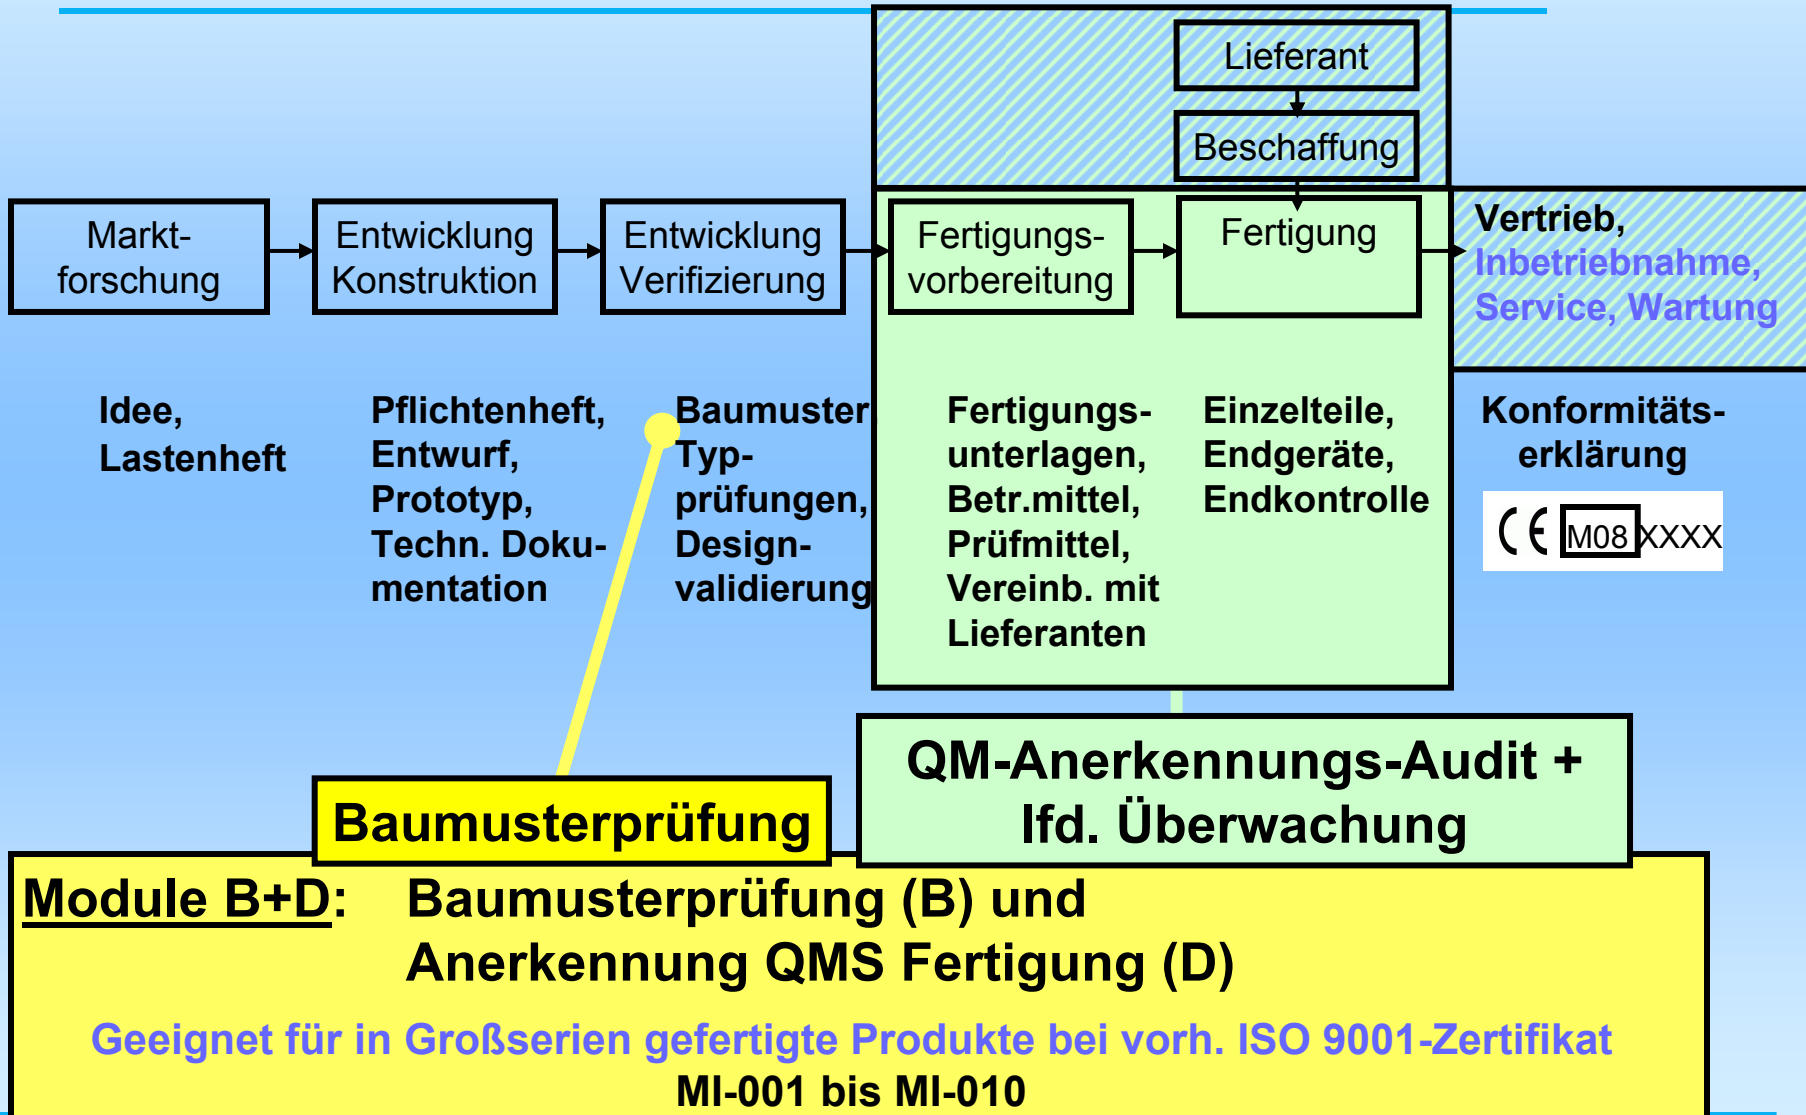 Lieferant
Beschaffung
Markt-
forschung
Entwicklung
Konstruktion
Entwicklung
Verifizierung
Fertigungs-
vorbereitung
Fertigung
Vertrieb,
Inbetriebnahme,
Service, Wartung
Idee,
Lastenheft
Pflichtenheft,
Entwurf,
Prototyp,
Techn. Doku-
mentation
Baumuster
Typ-
prüfungen,
Design-
validierung
Fertigungs-
unterlagen,
Betr.mittel,
Prüfmittel,
Vereinb. mit
Lieferanten
Einzelteile,
Endgeräte,
Endkontrolle
Konformitäts-
erklärung
CE M08 XXXX
Baumusterprüfung
QM-Anerkennungs-Audit +
lfd. Überwachung
Module B+D: Baumusterprüfung (B) und
Anerkennung QMS Fertigung (D)
Geeignet für in Großserien gefertigte Produkte bei vorh. ISO 9001-Zertifikat
MI-001 bis MI-010